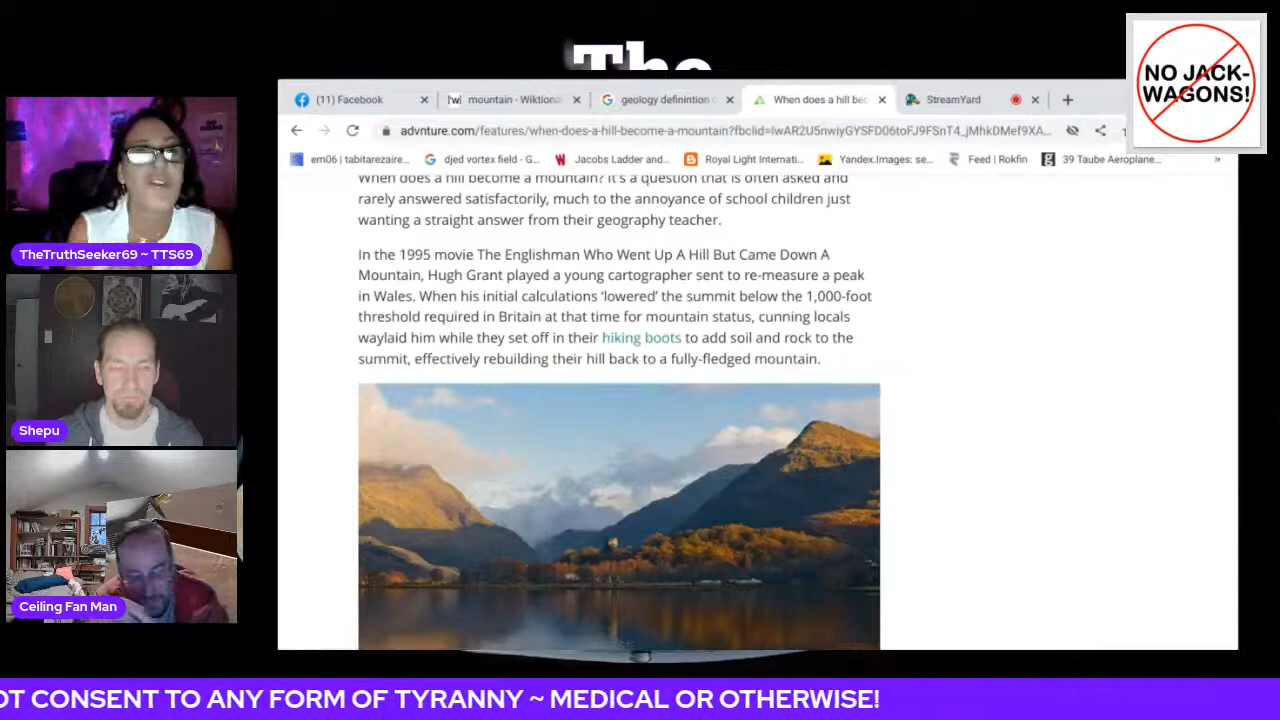 The
NO JACK-
WAGONS!
(11) Facebook
mountain - Wiktiona
geology definintion
When does a hill bec
StreamYard
advnture.com/features/when-does-a-hill-become-a-mountain?fbclid=IwAR2U5nwiyGYSFD06toFJ9FSnT4_jMhkDMef9XA...
em06 | tabitarezaire...
djed vortex field - G...
Jacobs Ladder and...
Royal Light Internati...
Yandex.Images: se...
Feed | Rokfin
39 Taube Aeroplane...
»
When does a hill become a mountain? It's a question that is often asked and
rarely answered satisfactorily, much to the annoyance of school children just
wanting a straight answer from their geography teacher.
In the 1995 movie The Englishman Who Went Up A Hill But Came Down A
Mountain, Hugh Grant played a young cartographer sent to re-measure a peak
in Wales. When his initial calculations ‘lowered’ the summit below the 1,000-foot
threshold required in Britain at that time for mountain status, cunning locals
waylaid him while they set off in their hiking boots to add soil and rock to the
summit, effectively rebuilding their hill back to a fully-fledged mountain.
TheTruthSeeker69 ~ TTS69
Shepu
Ceiling Fan Man
OT CONSENT TO ANY FORM OF TYRANNY ~ MEDICAL OR OTHERWISE!